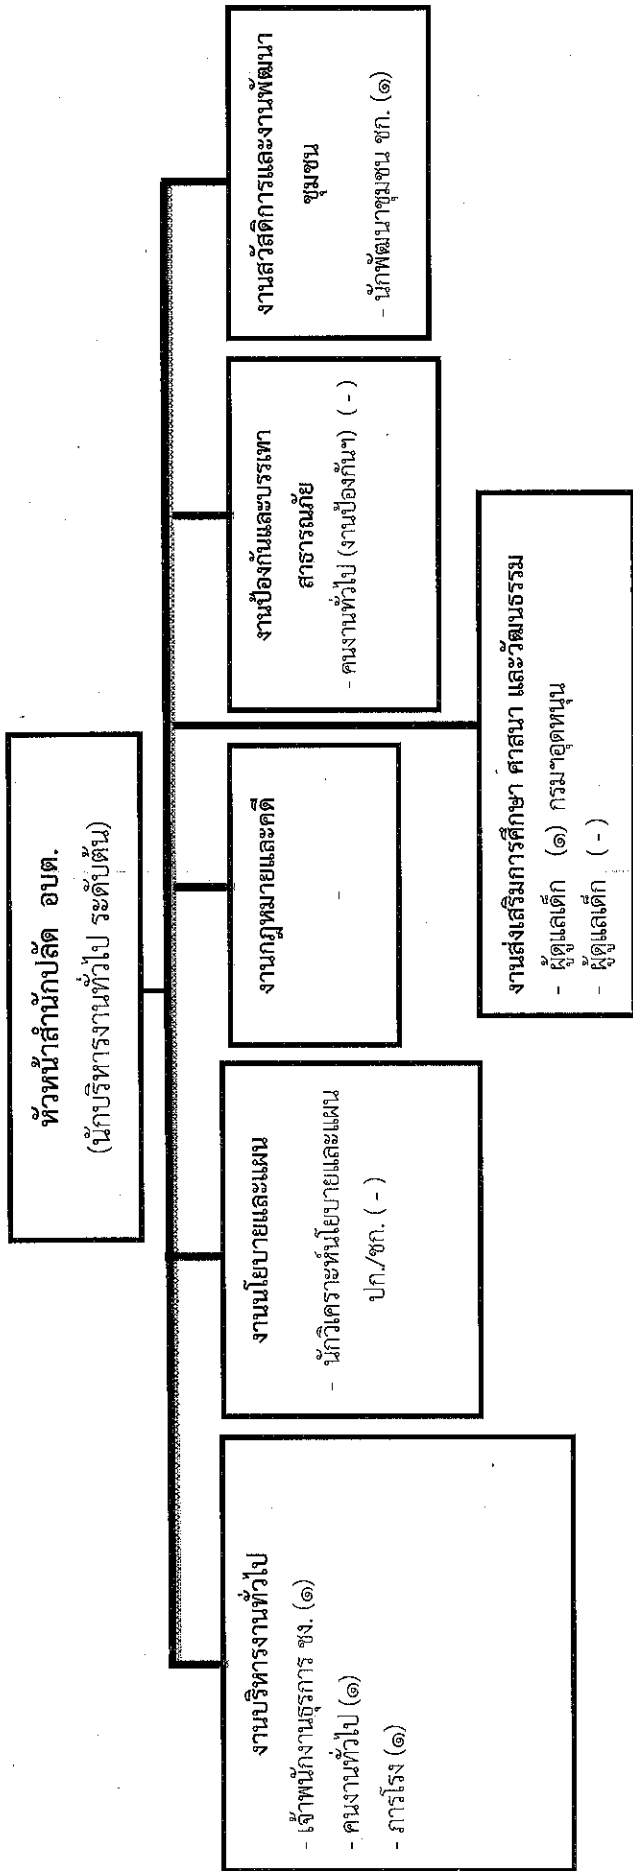 หัวหน้าสำนักปลัด อบต.
(นักบริหารงานทั่วไป ระดับต้น)
งานบริหารงานทั่วไป
- เจ้าพนักงานธุรการ ชง. (๑)
- คนงานทั่วไป (๑)
- ภารโรง (๑)
งานนโยบายและแผน
- นักวิเคราะห์นโยบายและแผน
ปก./ชก. ( - )
งานกฎหมายและคดี
-
งานป้องกันและบรรเทา
สาธารณภัย
- คนงานทั่วไป (งานป้องกันฯ) ( - )
งานสวัสดิการและงานพัฒนา
ชุมชน
- นักพัฒนาชุมชน ชก. (๑)
งานส่งเสริมการศึกษา ศาสนา และวัฒนธรรม
- ผู้ดูแลเด็ก (๑) กรมฯอุดหนุน
- ผู้ดูแลเด็ก ( - )